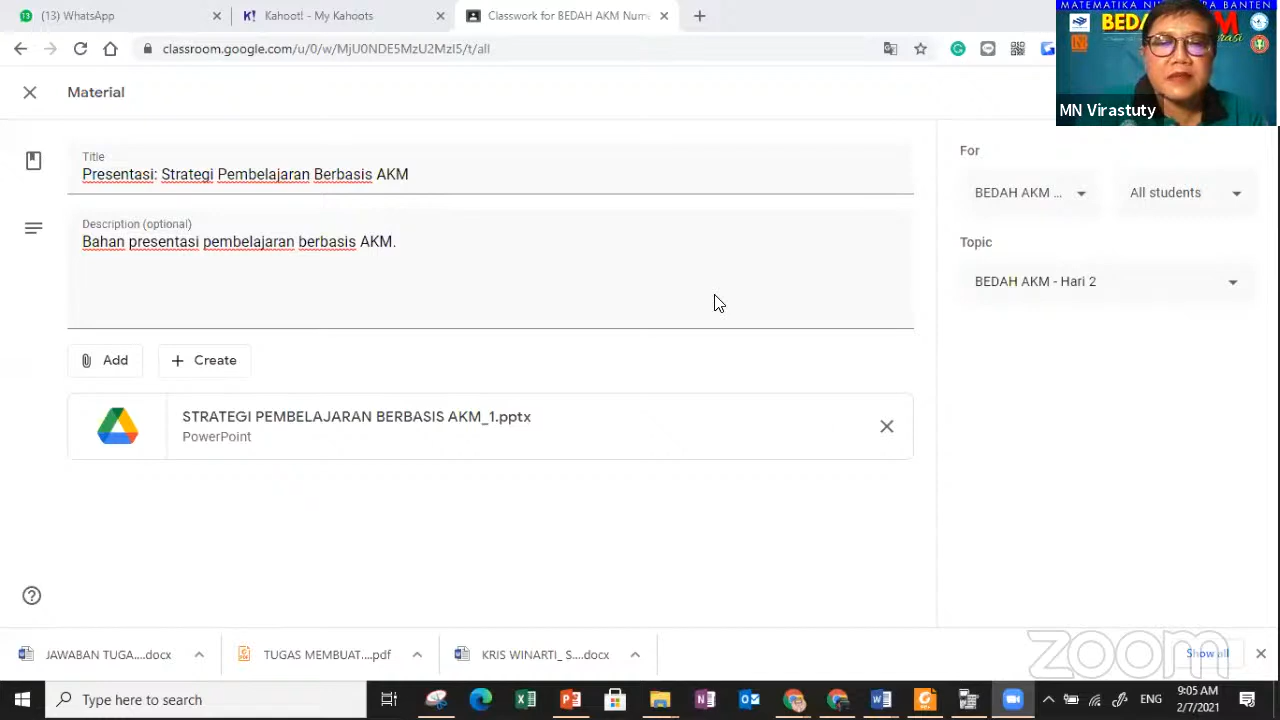 (13) WhatsApp
Kahoot! - My Kahoots
Classwork for BEDAH AKM Nume
classroom.google.com/u/0/w/MjU0NDE5MzU2MzI5/t/all
MATEMATIKA BANTEN
MN Virastuty
Material
Title
Presentasi: Strategi Pembelajaran Berbasis AKM
Description (optional)
Bahan presentasi pembelajaran berbasis AKM.
Add
Create
STRATEGI PEMBELAJARAN BERBASIS AKM_1.pptx
PowerPoint
For
BEDAH AKM ...
All students
Topic
BEDAH AKM - Hari 2
JAWABAN TUGA....docx
TUGAS MEMBUAT....pdf
KRIS WINARTI_ S....docx
Show all
zoom
Type here to search
ENG
9:05 AM
2/7/2021